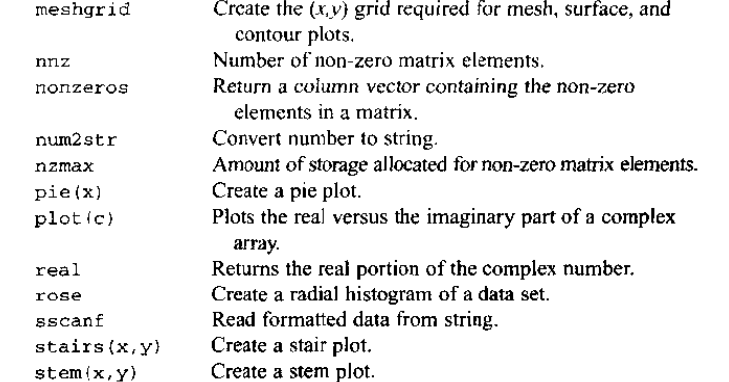 meshgrid Create the (x,y) grid required for mesh, surface, and
contour plots.
nnz Number of non-zero matrix elements.
nonzeros Return a column vector containing the non-zero
elements in a matrix.
num2str Convert number to string.
nzmax Amount of storage allocated for non-zero matrix elements.
pie(x) Create a pie plot.
plot(c) Plots the real versus the imaginary part of a complex
array.
real Returns the real portion of the complex number.
rose Create a radial histogram of a data set.
sscanf Read formatted data from string.
stairs(x,y) Create a stair plot.
stem(x,y) Create a stem plot.